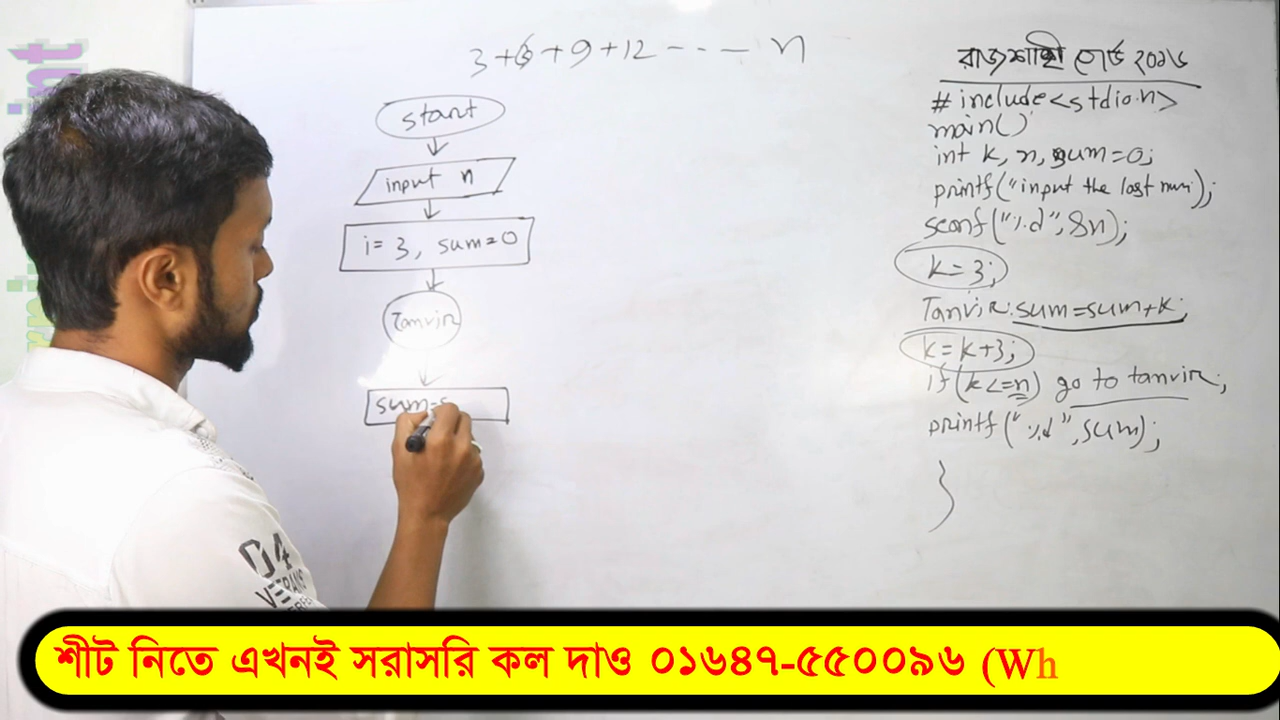 3+6+9+12 ---- n
start
input n
i= 3, sum=0
Tanvir
sum=s
রাজশাহী বোর্ড ২০১৬
# include<stdio.h>
main()
int k, n, sum=0;
printf("input the last num");
scanf("%d",&n);
k=3;
Tanvir: sum=sum+k;
k=k+3;
if(k<=n) go to tanvir;
printf("%d",sum);
}
04
শীট নিতে এখনই সরাসরি কল দাও ০১৬৪৭-৫৫০০৯৬ (Wh